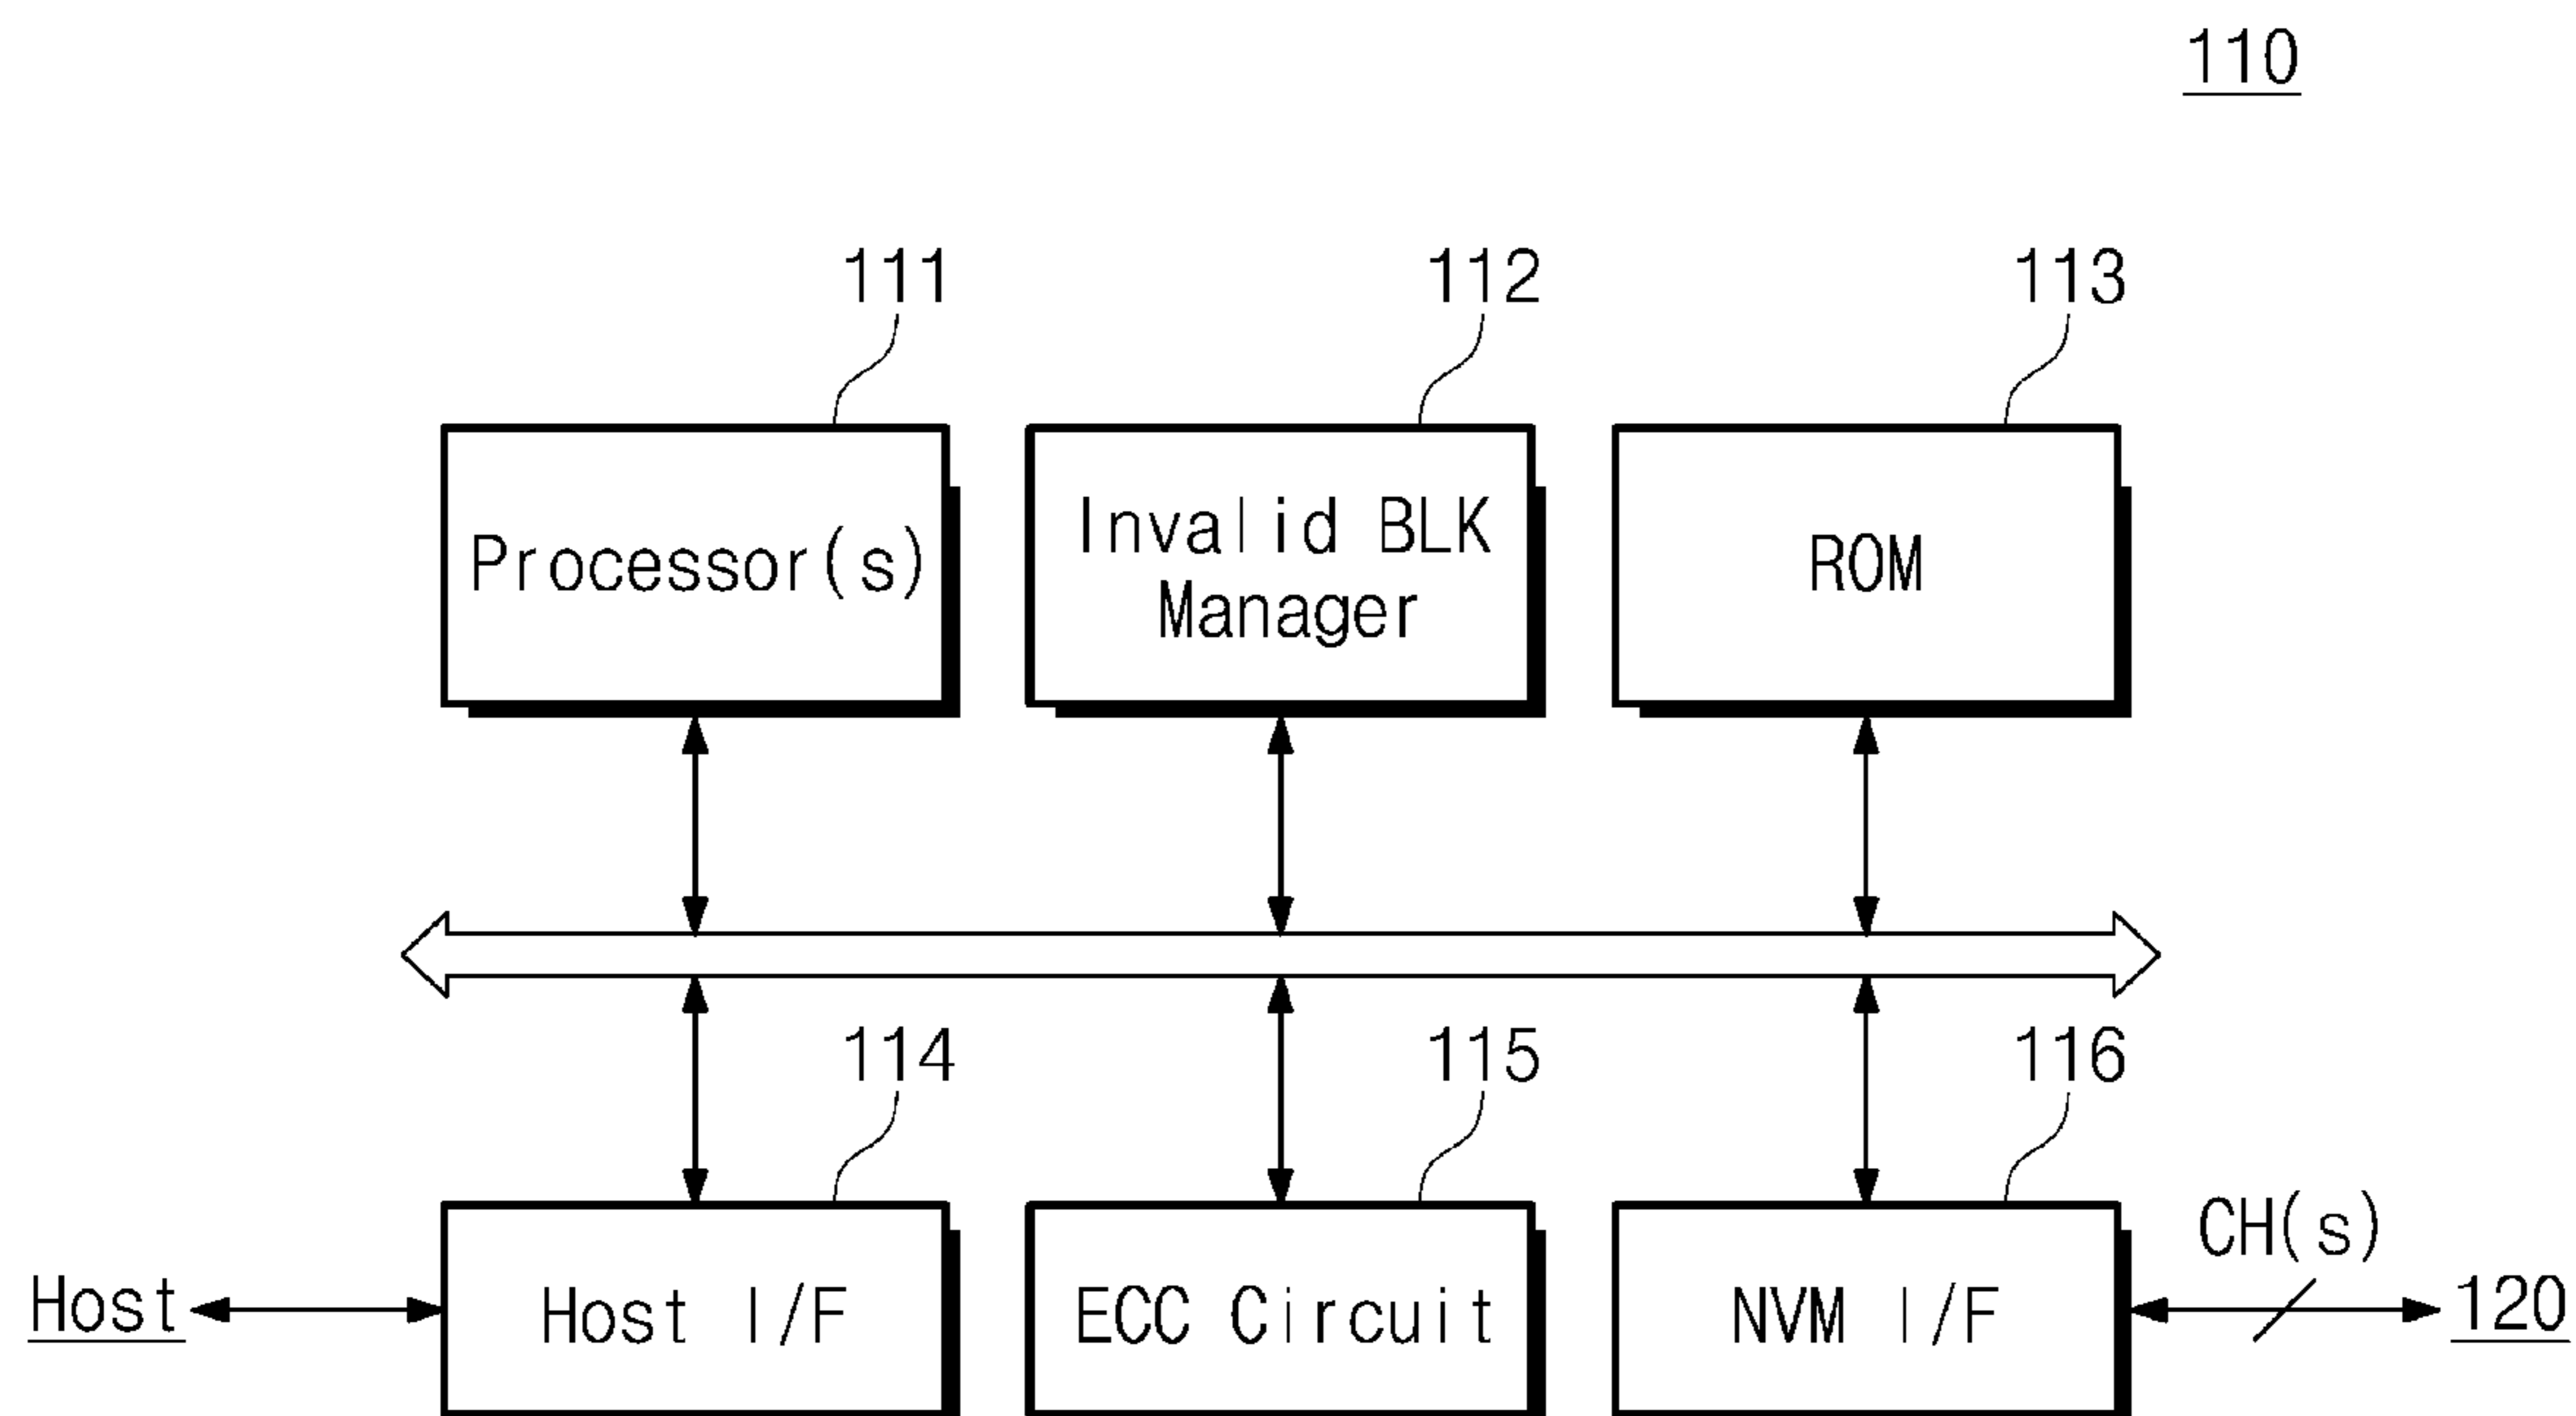 110
111
112
113
Processor(s)
Invalid BLK
Manager
ROM
114
115
116
Host
Host I/F
ECC Circuit
NVM I/F
CH(s)
120